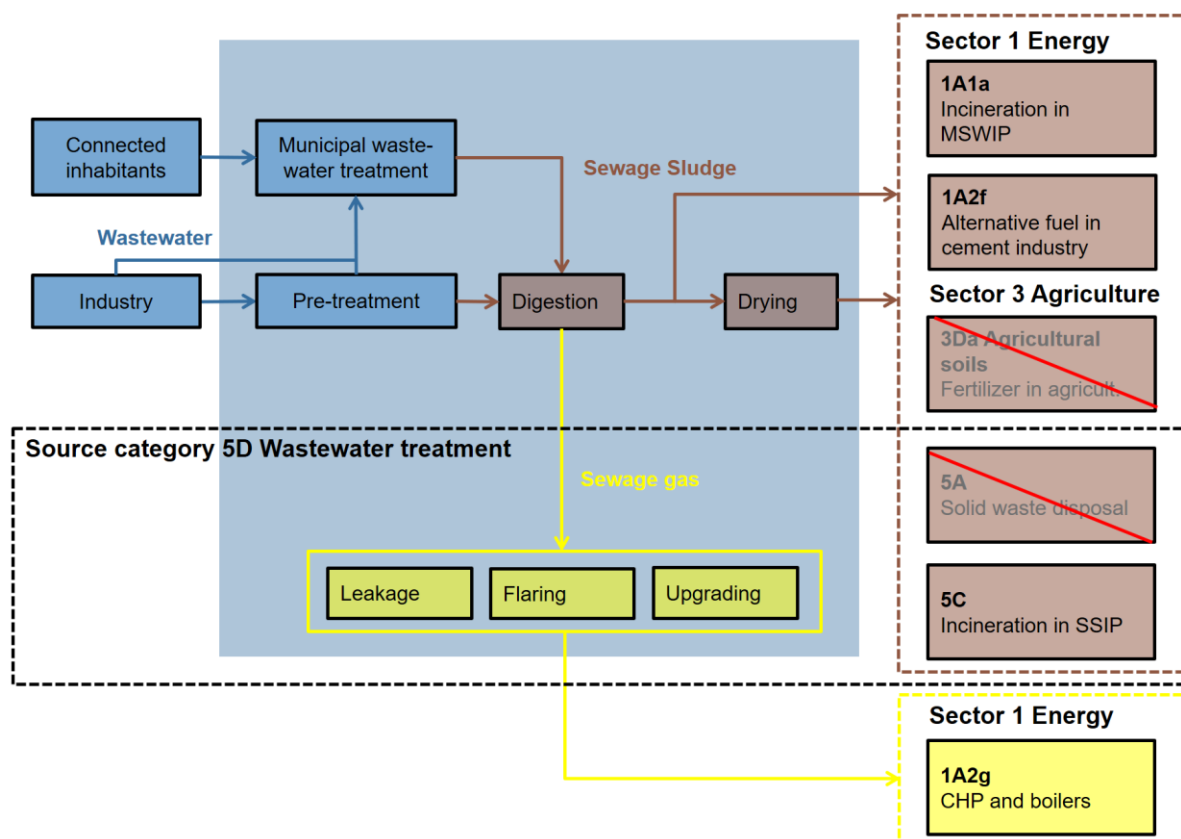 Sector 1 Energy
1A1a
Incineration in
MSWIP
Connected
inhabitants
Municipal waste-
water treatment
Sewage Sludge
1A2f
Alternative fuel in
cement industry
Wastewater
Industry
Pre-treatment
Digestion
Drying
Sector 3 Agriculture
3Da Agricultural
soils
Fertilizer in agricult.
Source category 5D Wastewater treatment
Sewage gas
5A
Solid waste disposal
Leakage
Flaring
Upgrading
5C
Incineration in SSIP
Sector 1 Energy
1A2g
CHP and boilers